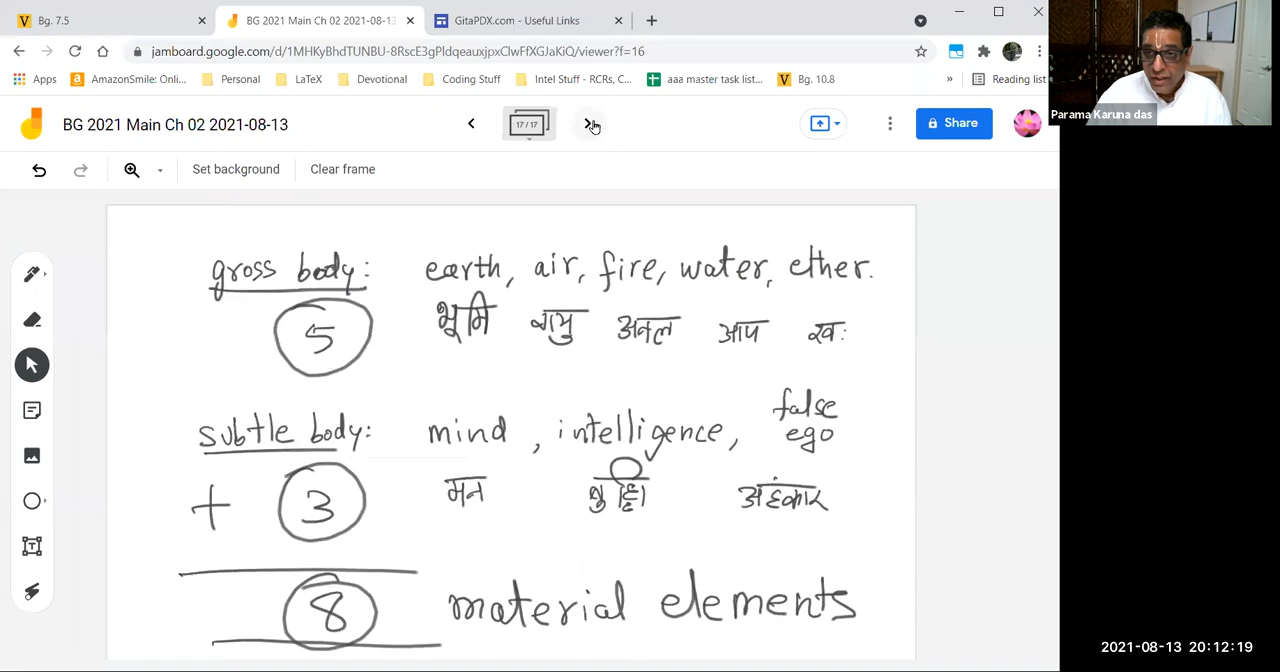 Bg. 7.5
BG 2021 Main Ch 02 2021-08-13
GitaPDX.com - Useful Links
jamboard.google.com/d/1MHKyBhdTUNBU-8RscE3gPldqeauxjpxClwFfXGJaKiQ/viewer?f=16
Apps AmazonSmile: Onli... Personal LaTeX Devotional Coding Stuff Intel Stuff - RCRs, C... aaa master task list... Bg. 10.8 » Reading list
Parama Karuna das
BG 2021 Main Ch 02 2021-08-13
17 / 17
Share
Set background Clear frame
gross body: earth, air, fire, water, ether.
5 भूमि वायु अनल आप खः
subtle body: mind, intelligence, false ego
+ 3 मन बुद्धि अहंकार
8 material elements
2021-08-13 20:12:19